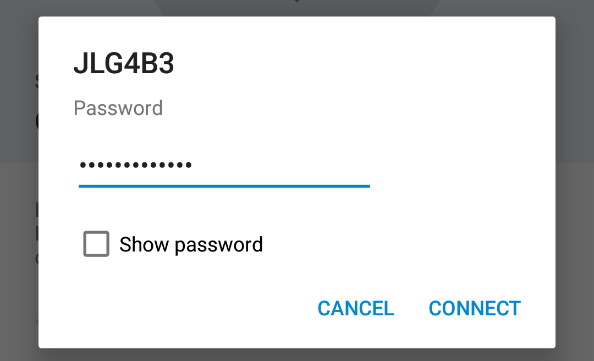 JLG4B3
Password
•••••••••••••
Show password
CANCEL CONNECT